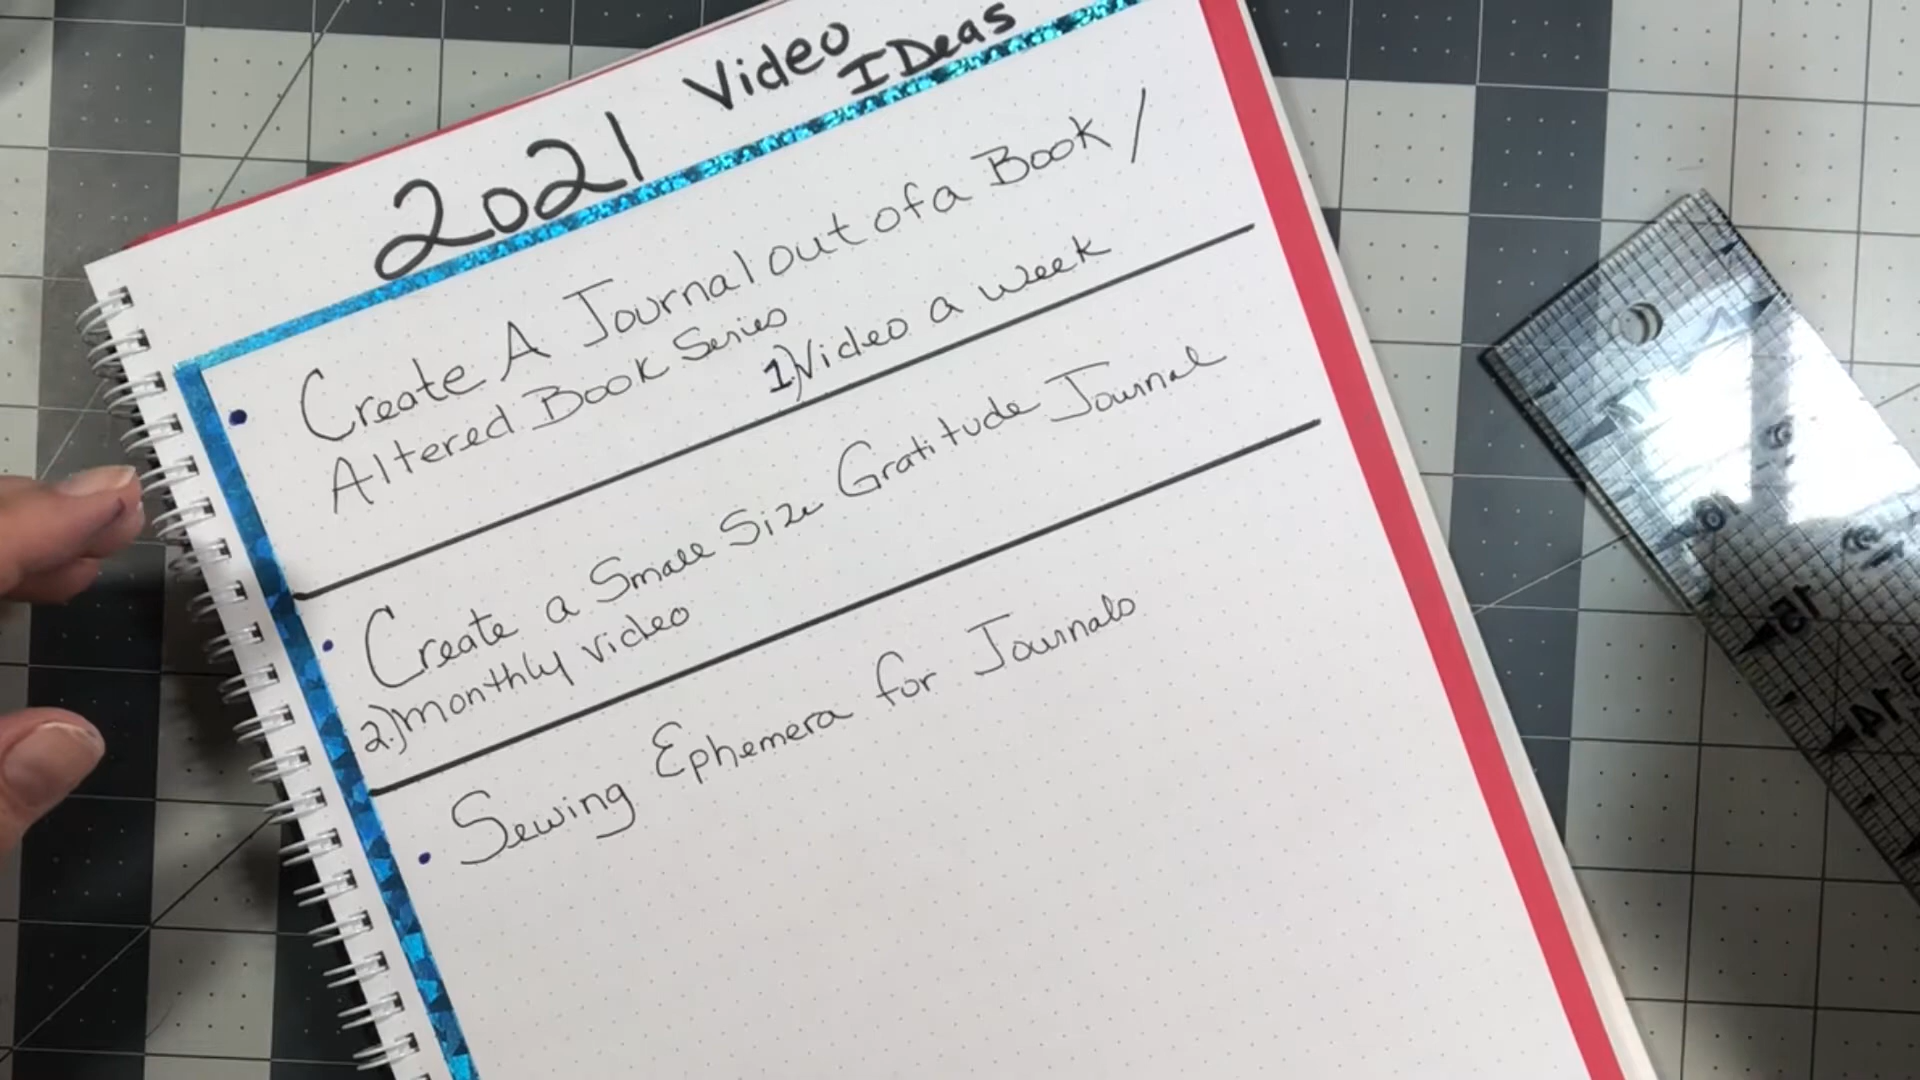 2021 Video
IDeas
• Create A Journal out of a Book /
Altered Book Series
1) Video a week
• Create a Small Size Gratitude Journal
2.) monthly video
• Sewing Ephemera for Journals